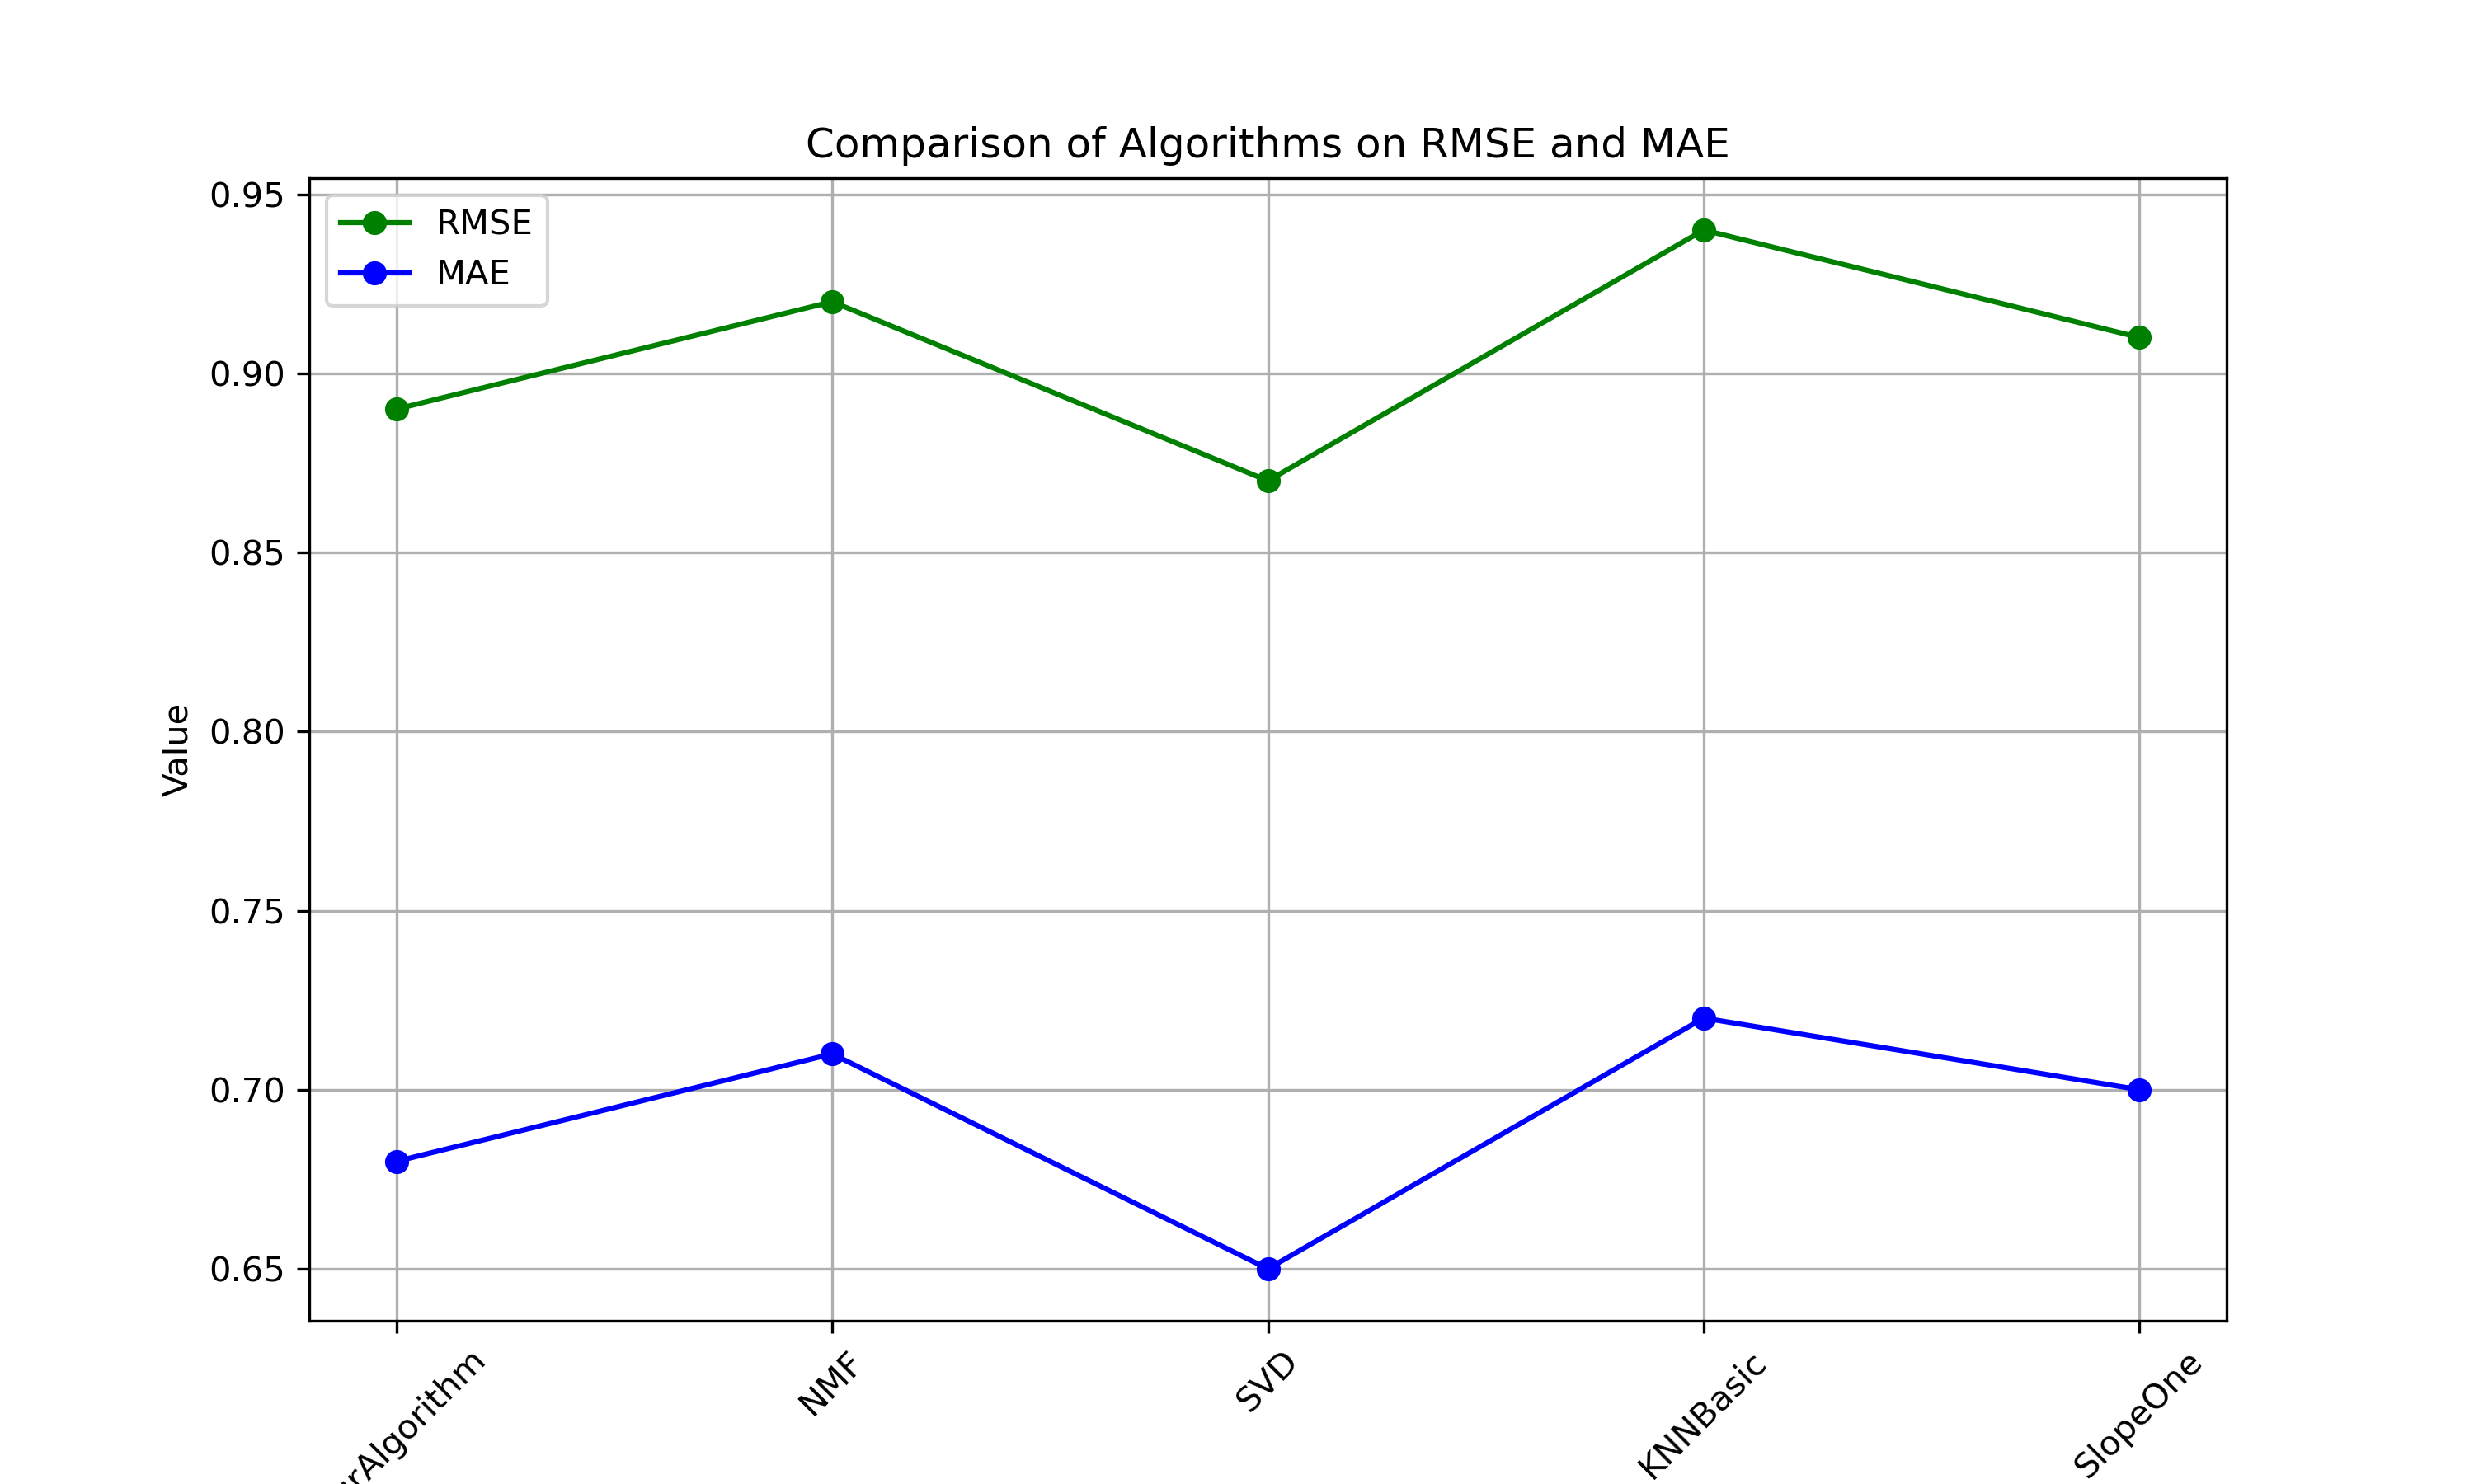 Comparison of Algorithms on RMSE and MAE
RMSE
MAE
Value
0.95
0.90
0.85
0.80
0.75
0.70
0.65
NMF
SVD
KNNBasic
SlopeOne